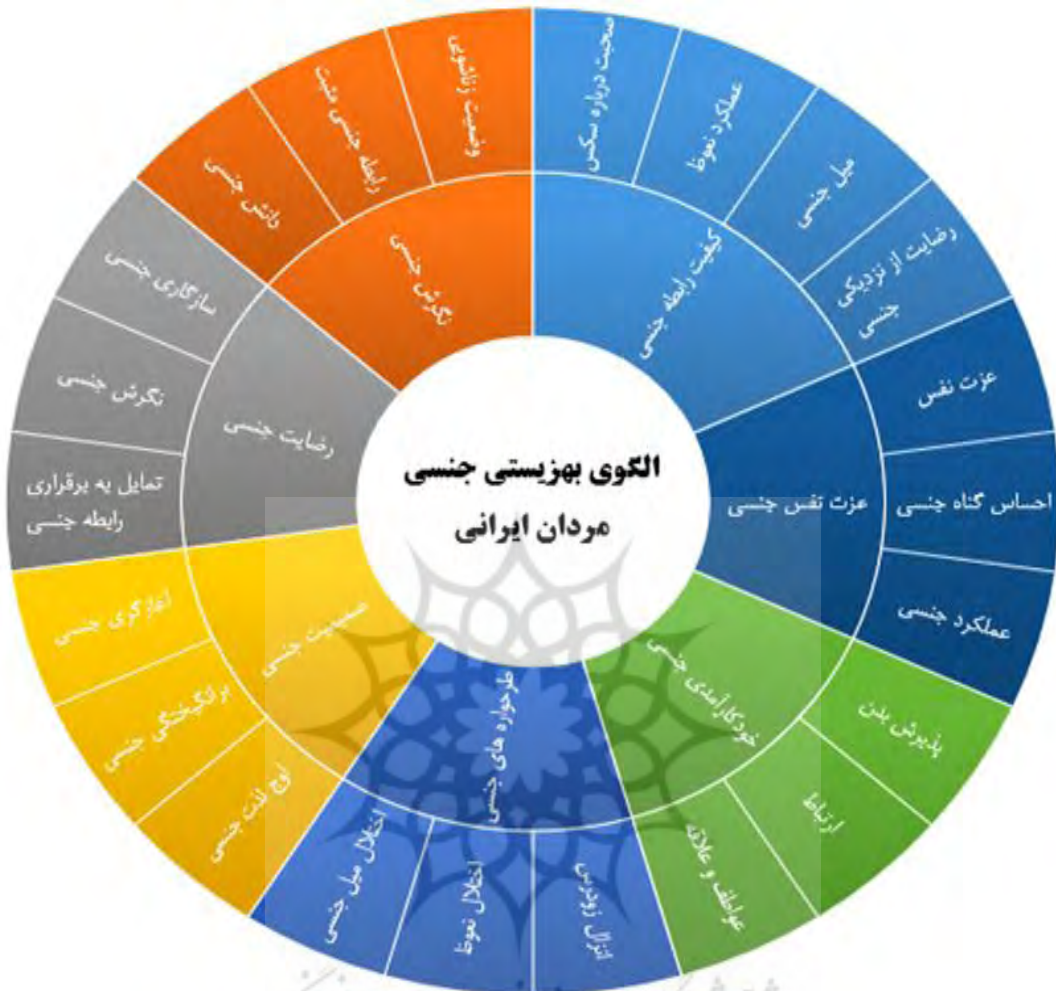 الگوی بهزیستی جنسی
مردان ایرانی
کیفیت رابطه جنسی
صحبت درباره سکس
عملکرد نعوظ
میل جنسی
رضایت از نزدیکی
جنسی
عزت نفس جنسی
عزت نفس
احساس گناه جنسی
عملکرد جنسی
خودکارآمدی جنسی
پذیرش بدن
ارتباط
عواطف و علاقه
طرحواره های جنسی
انزال زودرس
اختلال نعوظ
اختلال میل جنسی
صمیمیت جنسی
اوج لذت جنسی
برانگیختگی جنسی
آغازگری جنسی
رضایت جنسی
تمایل به برقراری
رابطه جنسی
نگرش جنسی
سازگاری جنسی
نگرش جنسی
دانش جنسی
رابطه جنسی مثبت
وضعیت زناشویی